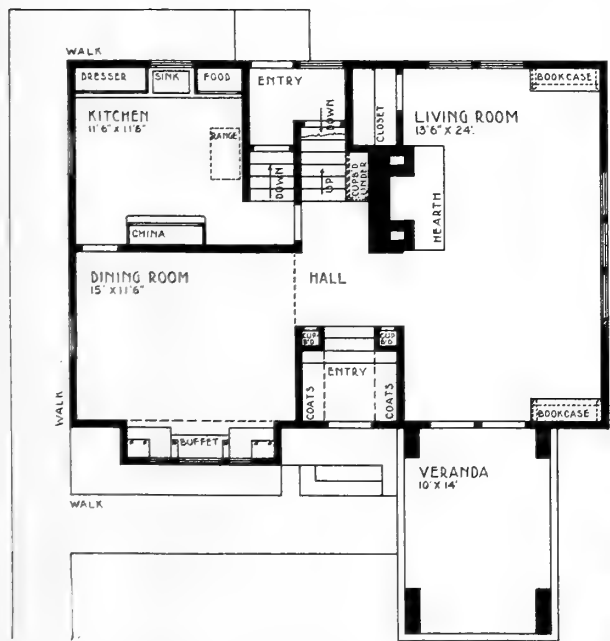 WALK
DRESSER
SINK
FOOD
ENTRY
DOWN
CLOSET
LIVING ROOM
13'6" X 24'.
BOOKCASE
KITCHEN
11'6" X 11'6"
RANGE
DOWN
UP
CUPB'D
UNDER
HEARTH
CHINA
DINING ROOM
15' X 11'6"
HALL
CUP-
B'D
CUP
B'D
ENTRY
COATS
COATS
BOOKCASE
WALK
BUFFET
VERANDA
10' X 14'
WALK